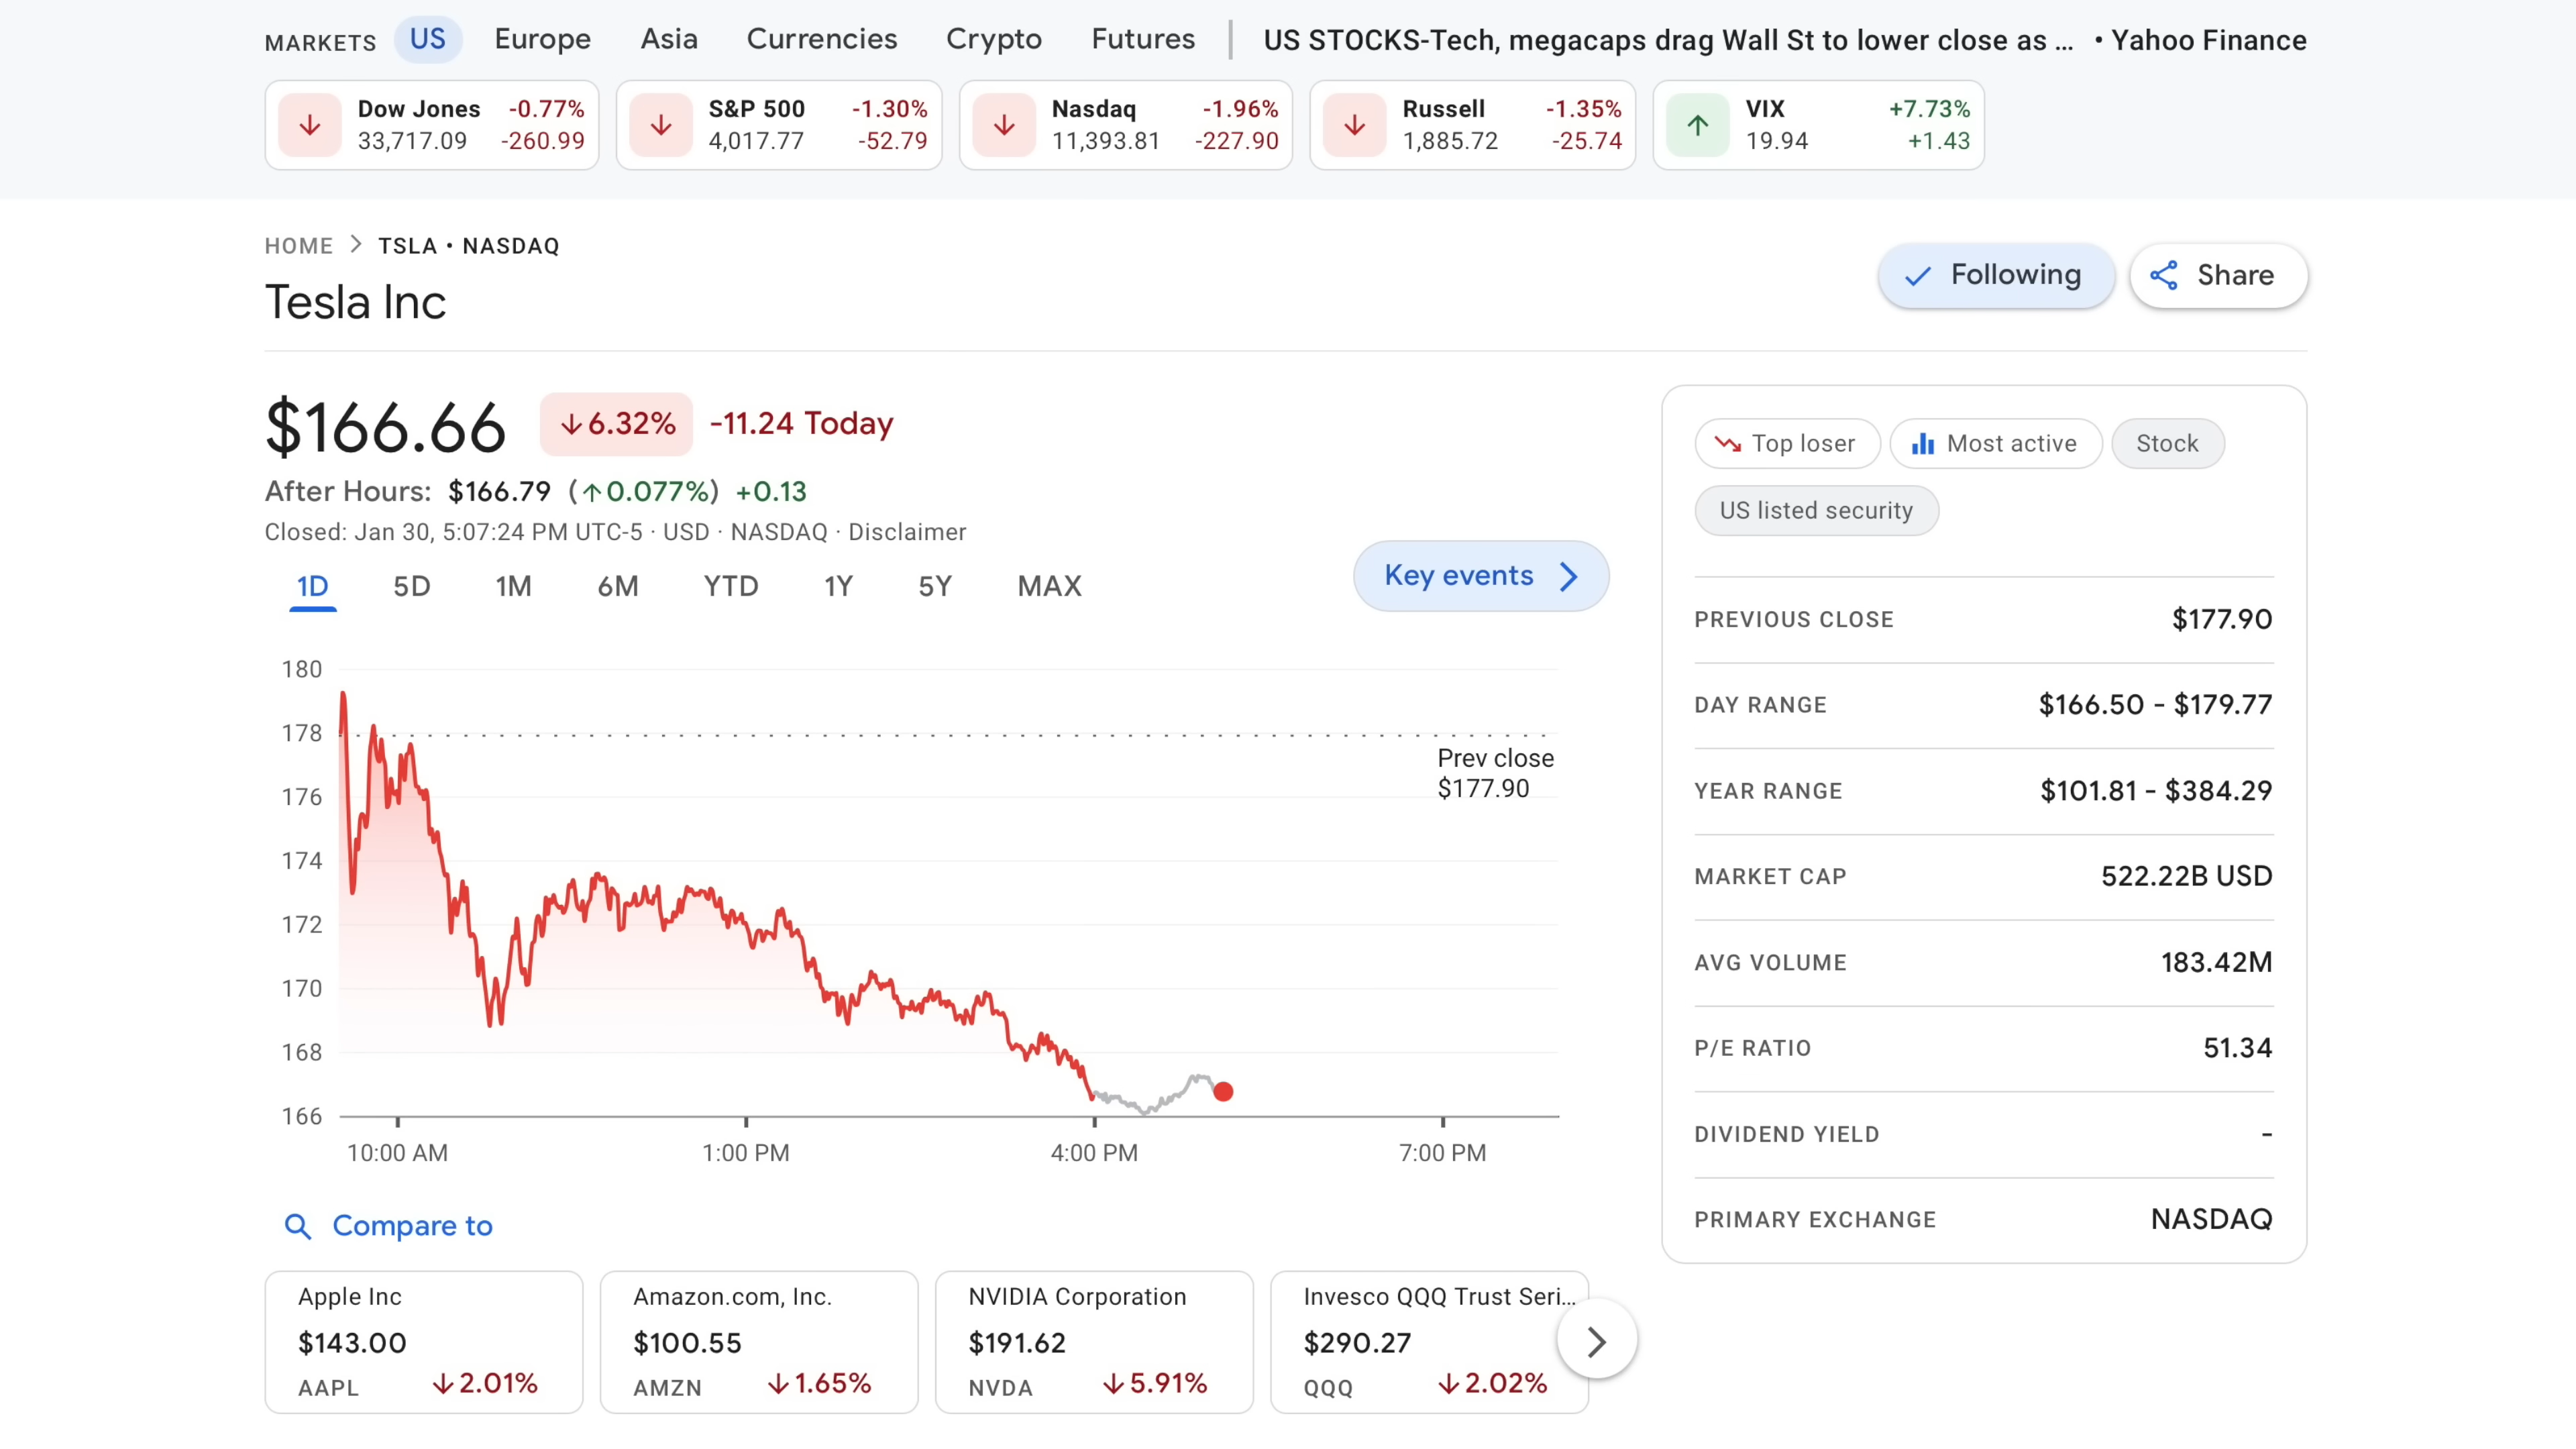 MARKETS US Europe Asia Currencies Crypto Futures US STOCKS-Tech, megacaps drag Wall St to lower close as ... • Yahoo Finance
Dow Jones -0.77%
33,717.09 -260.99
S&P 500 -1.30%
4,017.77 -52.79
Nasdaq -1.96%
11,393.81 -227.90
Russell -1.35%
1,885.72 -25.74
VIX +7.73%
19.94 +1.43
HOME > TSLA • NASDAQ
Tesla Inc
Following
Share
$166.66 ↓6.32% -11.24 Today
After Hours: $166.79 (↑0.077%) +0.13
Closed: Jan 30, 5:07:24 PM UTC-5 · USD · NASDAQ · Disclaimer
1D 5D 1M 6M YTD 1Y 5Y MAX
Key events
180
178
176
174
172
170
168
166
Prev close
$177.90
10:00 AM 1:00 PM 4:00 PM 7:00 PM
Compare to
Apple Inc
$143.00
AAPL ↓2.01%
Amazon.com, Inc.
$100.55
AMZN ↓1.65%
NVIDIA Corporation
$191.62
NVDA ↓5.91%
Invesco QQQ Trust Seri...
$290.27
QQQ ↓2.02%
Top loser Most active Stock
US listed security
PREVIOUS CLOSE $177.90
DAY RANGE $166.50 - $179.77
YEAR RANGE $101.81 - $384.29
MARKET CAP 522.22B USD
AVG VOLUME 183.42M
P/E RATIO 51.34
DIVIDEND YIELD -
PRIMARY EXCHANGE NASDAQ